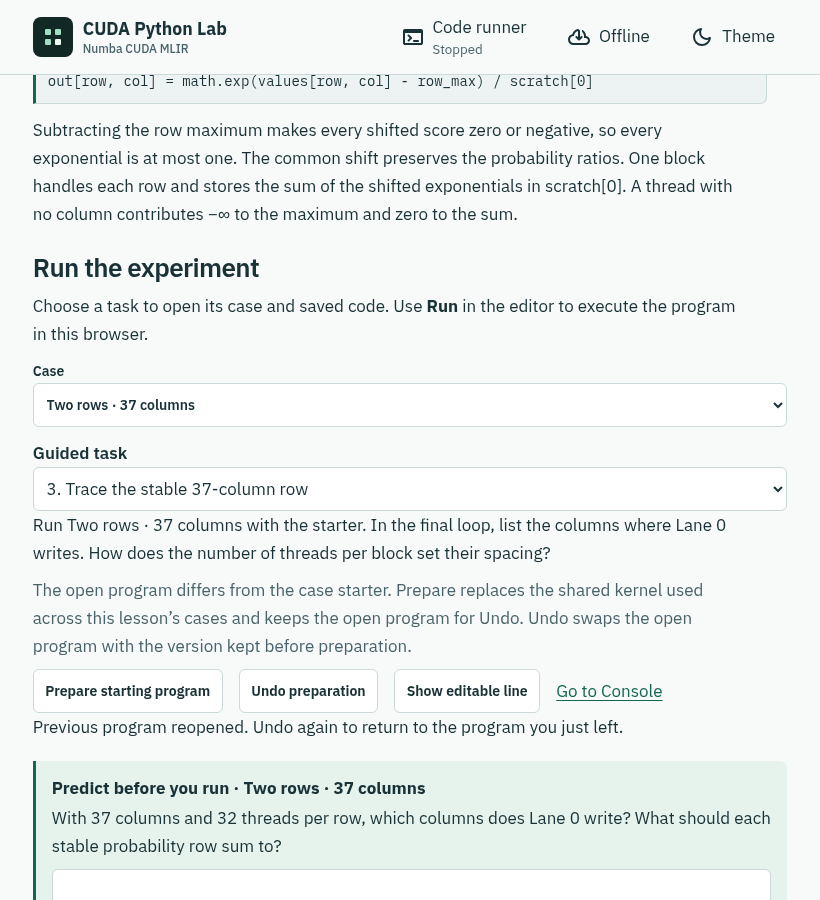 CUDA Python Lab
Numba CUDA MLIR
Code runner
Stopped
Offline
Theme
out[row, col] = math.exp(values[row, col] - row_max) / scratch[0]
Subtracting the row maximum makes every shifted score zero or negative, so every
exponential is at most one. The common shift preserves the probability ratios. One block
handles each row and stores the sum of the shifted exponentials in scratch[0]. A thread with
no column contributes −∞ to the maximum and zero to the sum.
Run the experiment
Choose a task to open its case and saved code. Use Run in the editor to execute the program
in this browser.
Case
Two rows · 37 columns
Guided task
3. Trace the stable 37-column row
Run Two rows · 37 columns with the starter. In the final loop, list the columns where Lane 0
writes. How does the number of threads per block set their spacing?
The open program differs from the case starter. Prepare replaces the shared kernel used
across this lesson’s cases and keeps the open program for Undo. Undo swaps the open
program with the version kept before preparation.
Prepare starting program
Undo preparation
Show editable line
Go to Console
Previous program reopened. Undo again to return to the program you just left.
Predict before you run · Two rows · 37 columns
With 37 columns and 32 threads per row, which columns does Lane 0 write? What should each
stable probability row sum to?